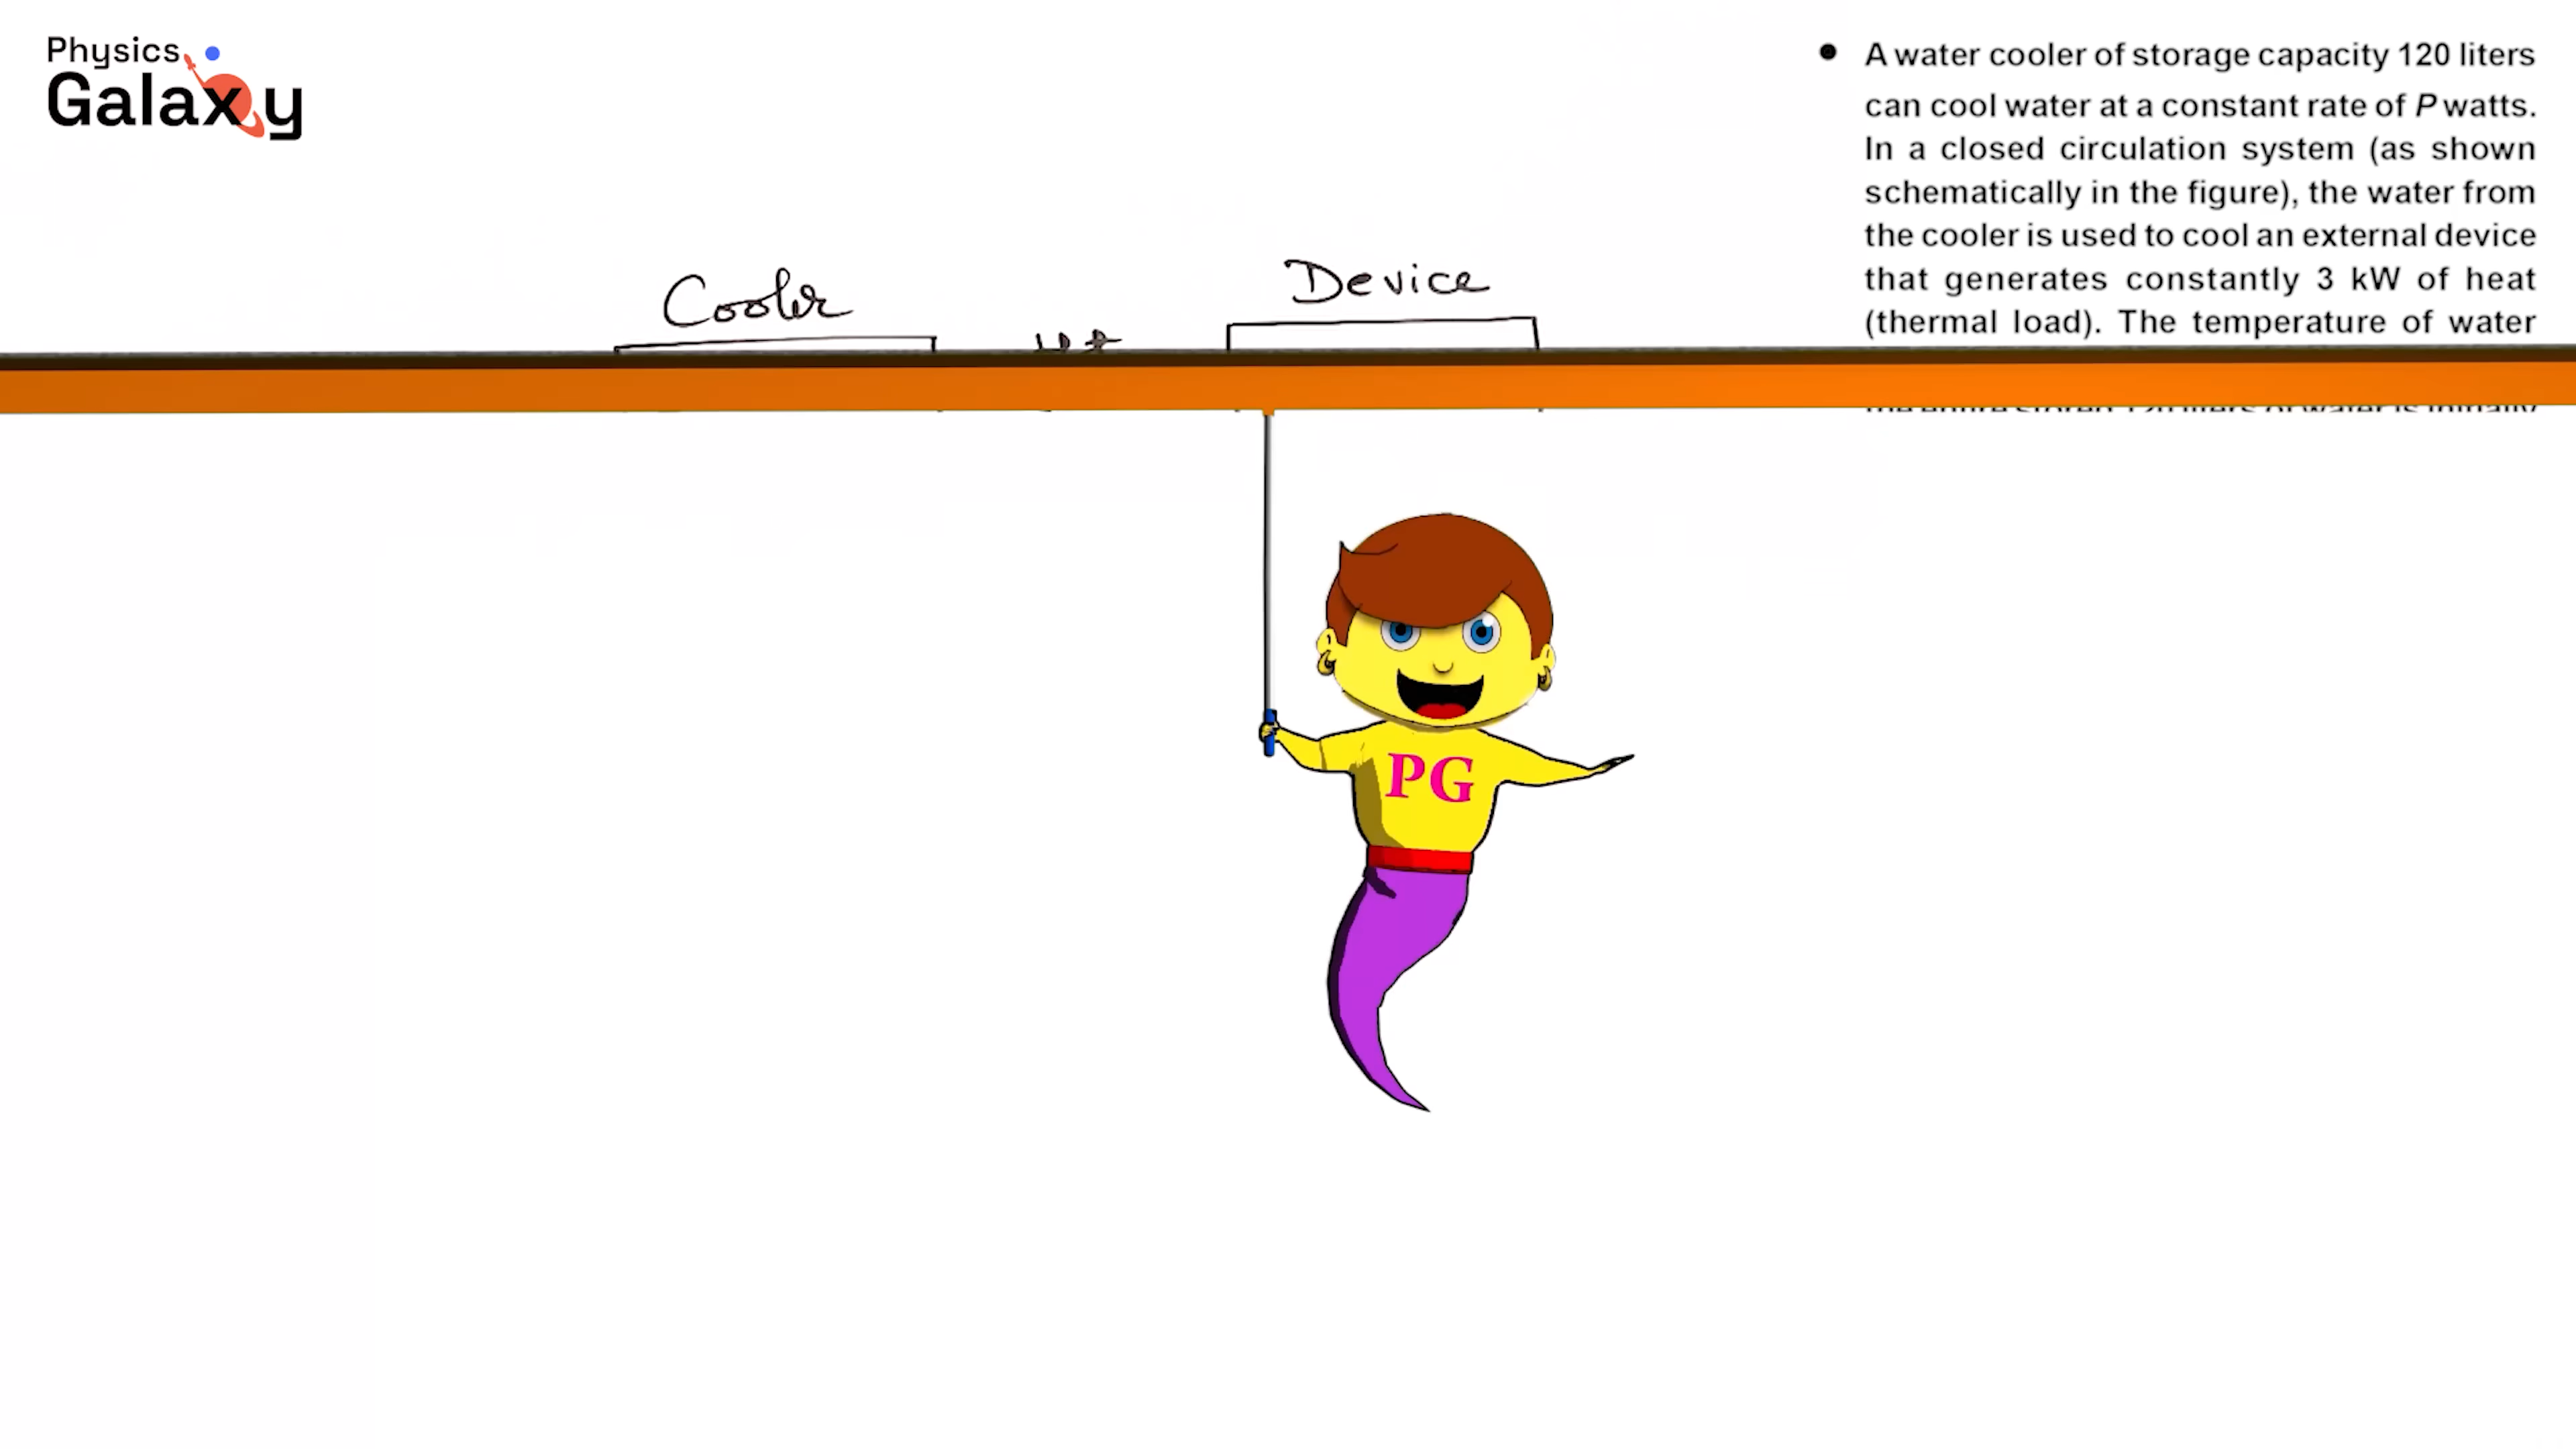 Physics
Galaxy
A water cooler of storage capacity 120 liters
can cool water at a constant rate of P watts.
In a closed circulation system (as shown
schematically in the figure), the water from
the cooler is used to cool an external device
that generates constantly 3 kW of heat
(thermal load). The temperature of water
Cooler
Device
PG